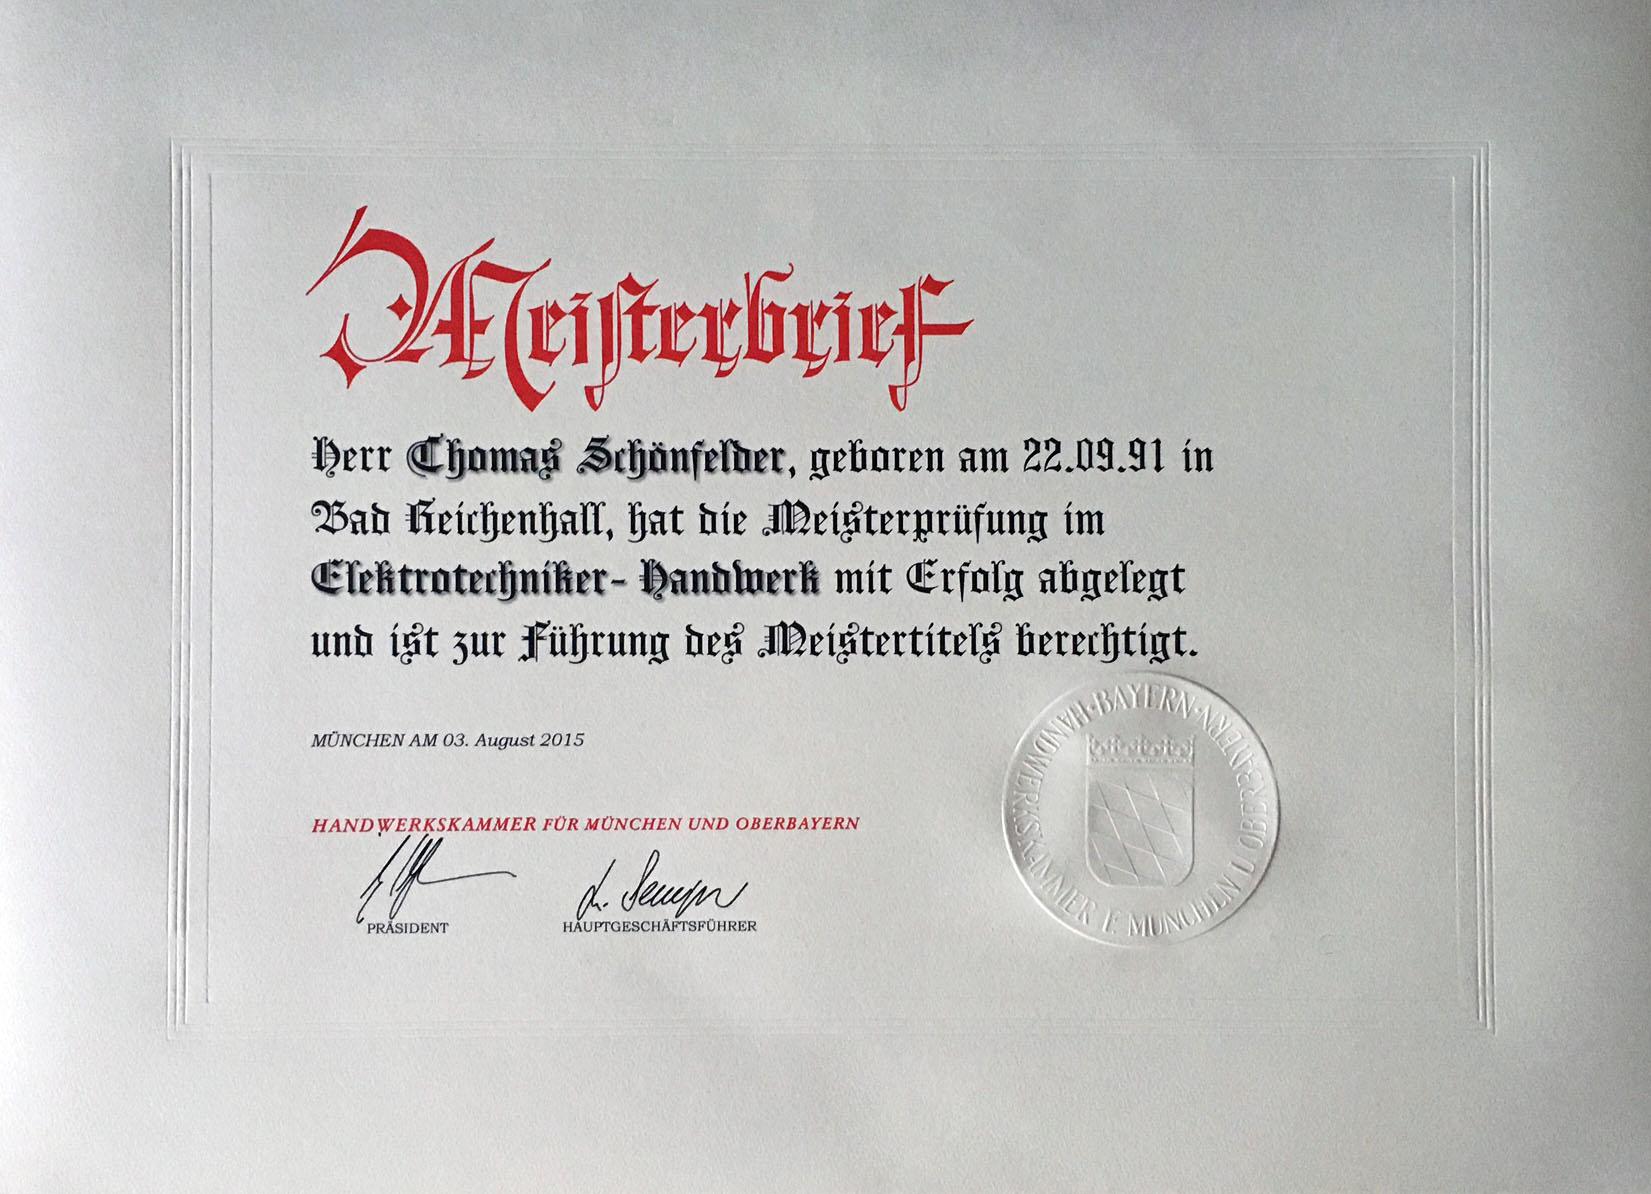 Meisterbrief
Herr Thomas Schönfelder, geboren am 22.09.91 in
Bad Reichenhall, hat die Meisterprüfung im
Elektrotechniker- Handwerk mit Erfolg abgelegt
und ist zur Führung des Meistertitels berechtigt.
MÜNCHEN AM 03. August 2015
HANDWERKSKAMMER FÜR MÜNCHEN UND OBERBAYERN
PRÄSIDENT
HAUPTGESCHÄFTSFÜHRER
·BAYERN· HANDWERKSKAMMER F. MÜNCHEN U. OBERBAYERN